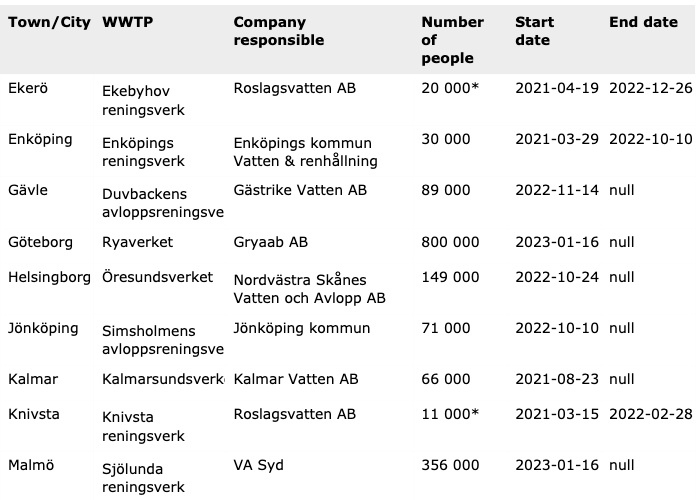 Town/City WWTP Company responsible Number of people Start date End date
Ekerö Ekebyhov reningsverk Roslagsvatten AB 20 000* 2021-04-19 2022-12-26
Enköping Enköpings reningsverk Enköpings kommun Vatten & renhållning 30 000 2021-03-29 2022-10-10
Gävle Duvbackens avloppsreningsve Gästrike Vatten AB 89 000 2022-11-14 null
Göteborg Ryaverket Gryaab AB 800 000 2023-01-16 null
Helsingborg Öresundsverket Nordvästra Skånes Vatten och Avlopp AB 149 000 2022-10-24 null
Jönköping Simsholmens avloppsreningsve Jönköping kommun 71 000 2022-10-10 null
Kalmar Kalmarsundsverk Kalmar Vatten AB 66 000 2021-08-23 null
Knivsta Knivsta reningsverk Roslagsvatten AB 11 000* 2021-03-15 2022-02-28
Malmö Sjölunda reningsverk VA Syd 356 000 2023-01-16 null